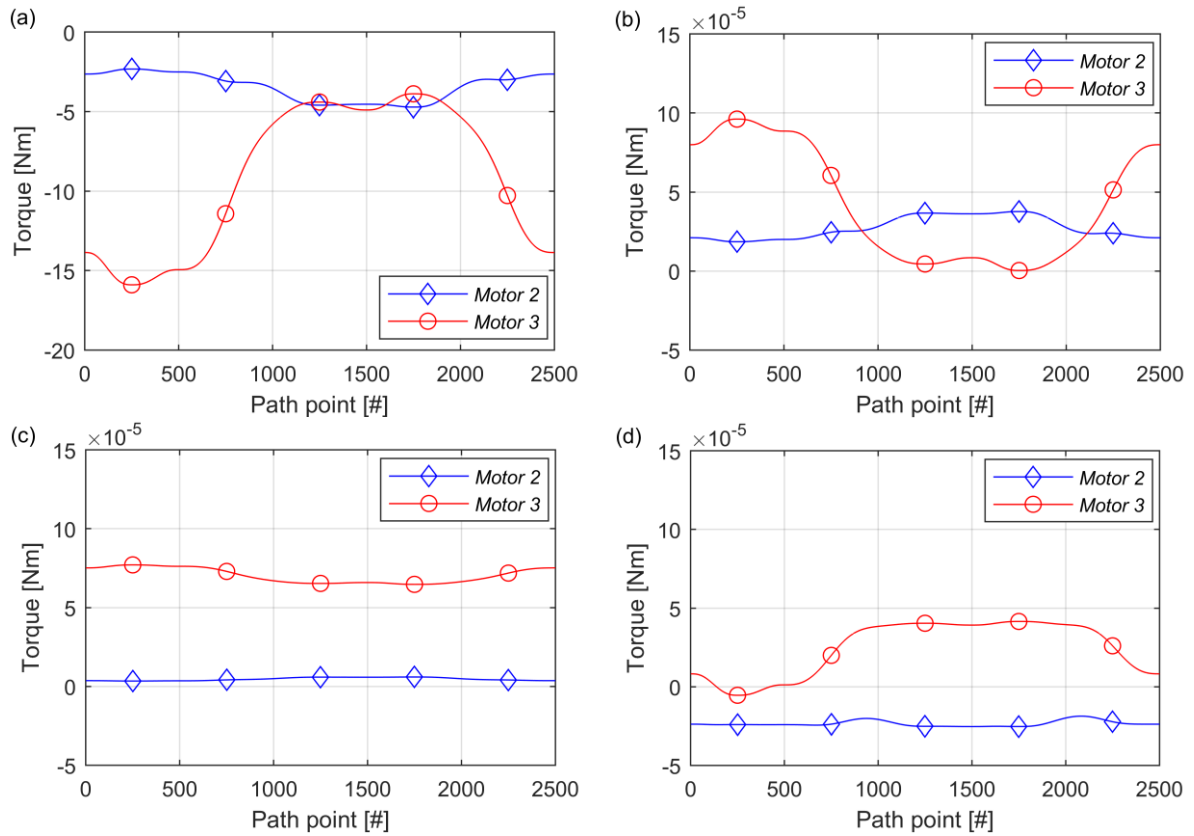 (a)
0
-5
-10
-15
-20
Torque [Nm]
Motor 2
Motor 3
0 500 1000 1500 2000 2500
Path point [#]
(b)
×10⁻⁵
15
10
5
0
-5
Torque [Nm]
Motor 2
Motor 3
0 500 1000 1500 2000 2500
Path point [#]
(c)
×10⁻⁵
15
10
5
0
-5
Torque [Nm]
Motor 2
Motor 3
0 500 1000 1500 2000 2500
Path point [#]
(d)
×10⁻⁵
15
10
5
0
-5
Torque [Nm]
Motor 2
Motor 3
0 500 1000 1500 2000 2500
Path point [#]